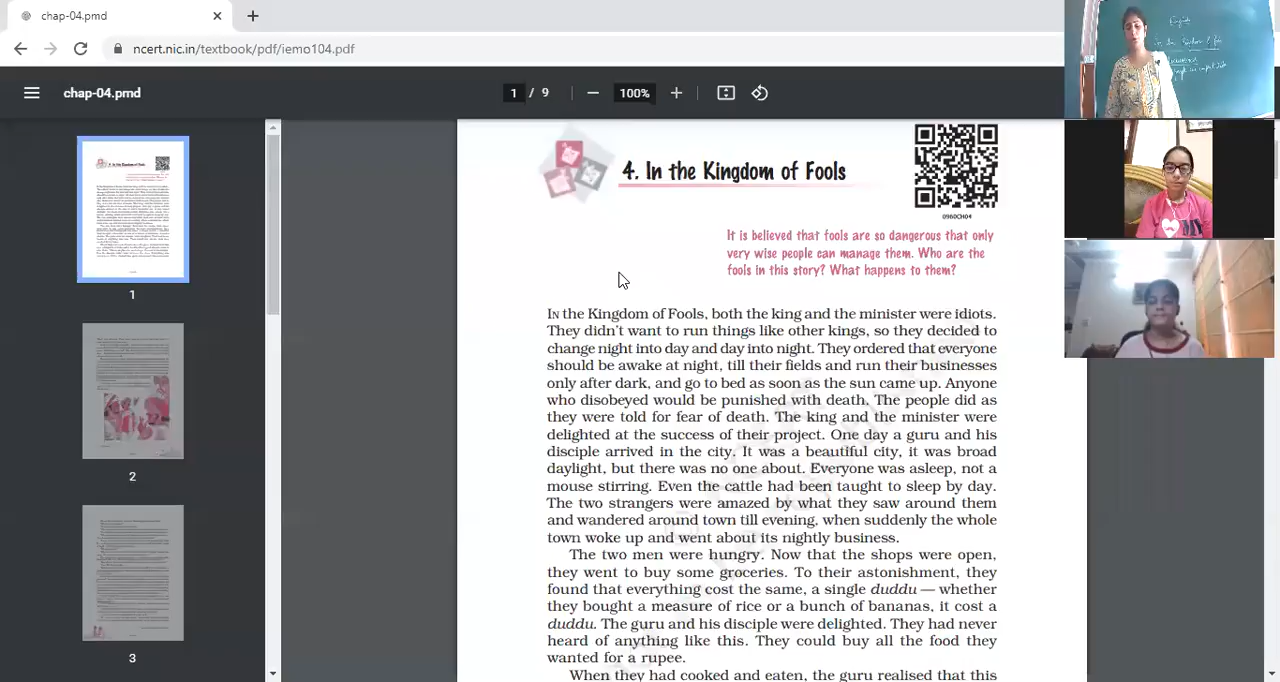 chap-04.pmd
ncert.nic.in/textbook/pdf/iemo104.pdf
chap-04.pmd
1 / 9
100%
1
2
3
4. In the Kingdom of Fools
0960CH04
It is believed that fools are so dangerous that only
very wise people can manage them. Who are the
fools in this story? What happens to them?
IN the Kingdom of Fools, both the king and the minister were idiots.
They didn't want to run things like other kings, so they decided to
change night into day and day into night. They ordered that everyone
should be awake at night, till their fields and run their businesses
only after dark, and go to bed as soon as the sun came up. Anyone
who disobeyed would be punished with death. The people did as
they were told for fear of death. The king and the minister were
delighted at the success of their project. One day a guru and his
disciple arrived in the city. It was a beautiful city, it was broad
daylight, but there was no one about. Everyone was asleep, not a
mouse stirring. Even the cattle had been taught to sleep by day.
The two strangers were amazed by what they saw around them
and wandered around town till evening, when suddenly the whole
town woke up and went about its nightly business.
The two men were hungry. Now that the shops were open,
they went to buy some groceries. To their astonishment, they
found that everything cost the same, a single duddu — whether
they bought a measure of rice or a bunch of bananas, it cost a
duddu. The guru and his disciple were delighted. They had never
heard of anything like this. They could buy all the food they
wanted for a rupee.
When they had cooked and eaten, the guru realised that this
English